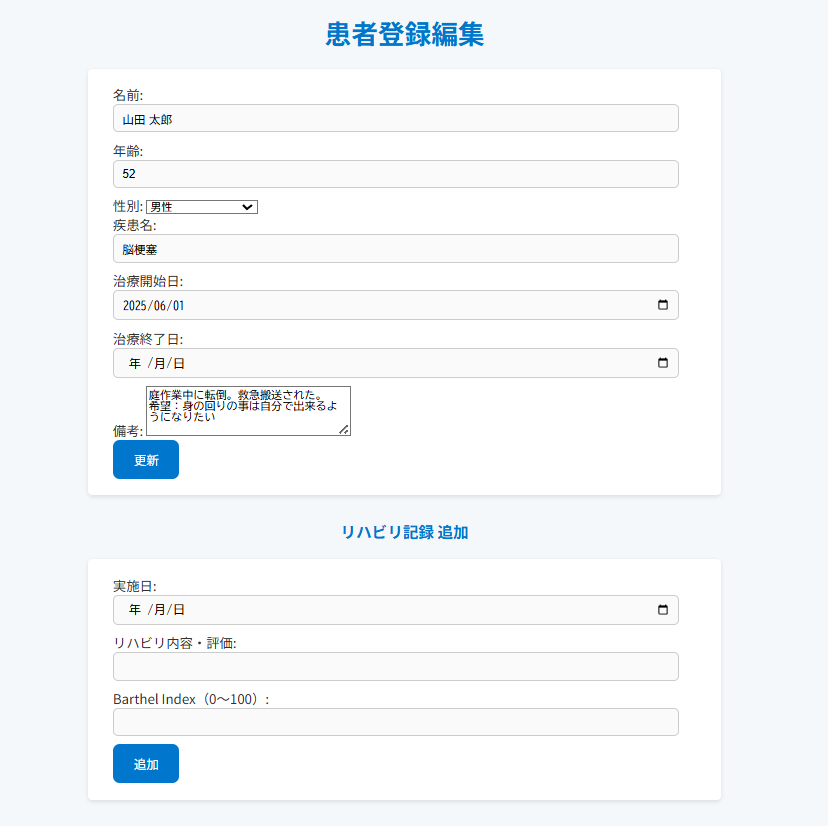 患者登録編集
名前:
山田 太郎
年齢:
52
性別: 男性
疾患名:
脳梗塞
治療開始日:
2025/06/01
治療終了日:
年 /月/日
庭作業中に転倒。救急搬送された。
希望：身の回りの事は自分で出来るよ
うになりたい
備考:
更新
リハビリ記録 追加
実施日:
年 /月/日
リハビリ内容・評価:
Barthel Index（0〜100）:
追加